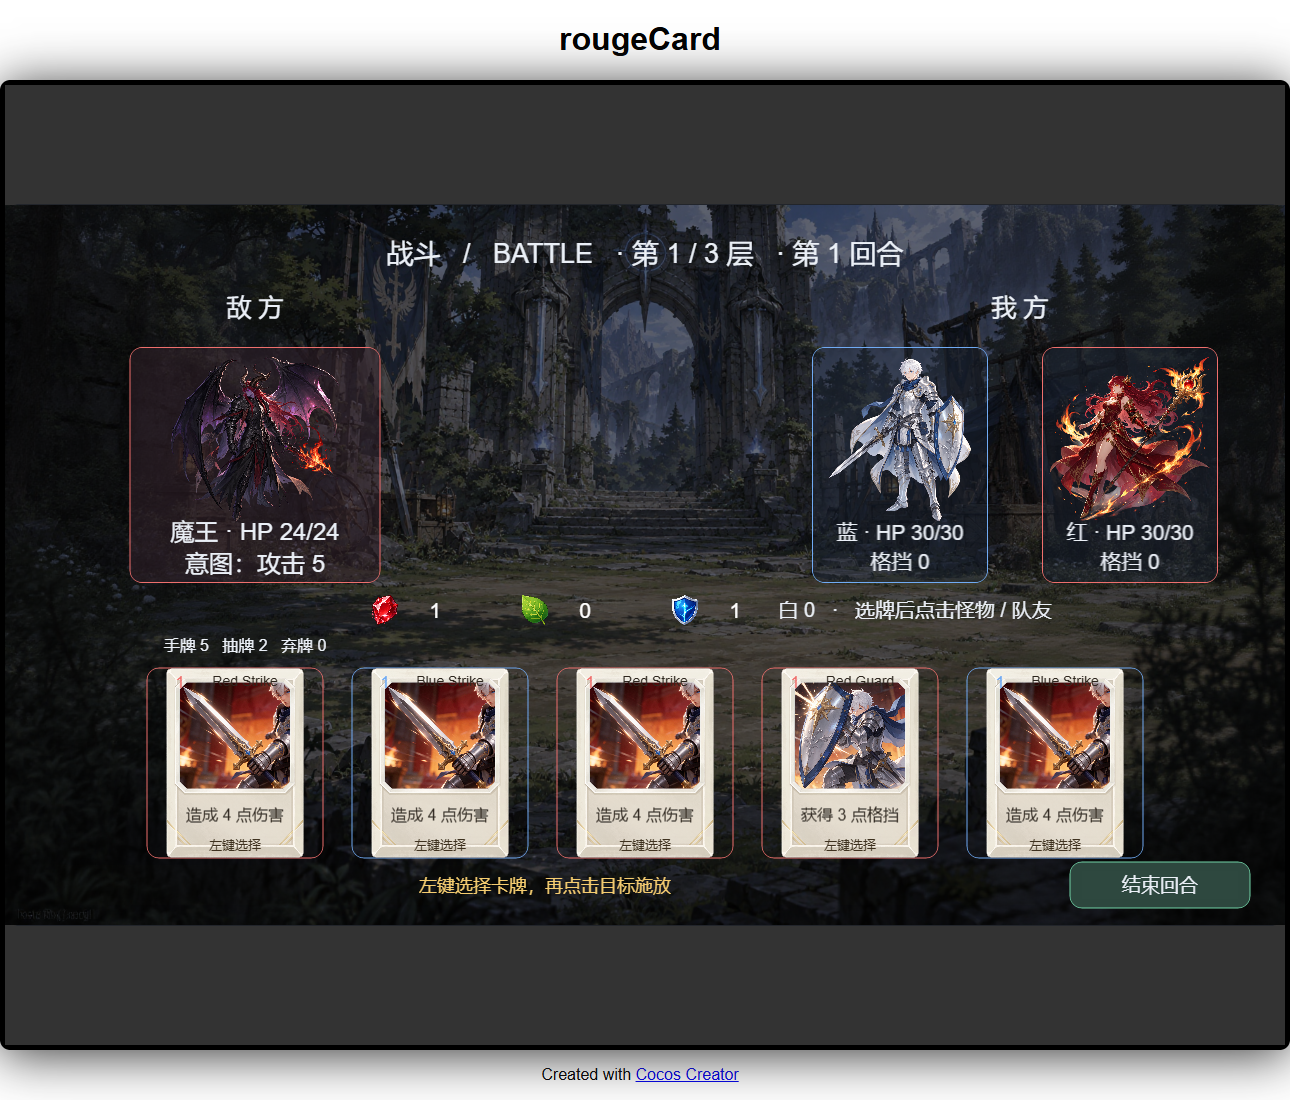 rougeCard
战斗 / BATTLE · 第 1 / 3 层 · 第 1 回合
敌 方
我 方
魔王 · HP 24/24
意图：攻击 5
蓝 · HP 30/30
格挡 0
红 · HP 30/30
格挡 0
1 0 1 白 0 · 选牌后点击怪物 / 队友
手牌 5 抽牌 2 弃牌 0
1 Red Strike
造成 4 点伤害
左键选择
1 Blue Strike
造成 4 点伤害
左键选择
1 Red Strike
造成 4 点伤害
左键选择
1 Red Guard
获得 3 点格挡
左键选择
1 Blue Strike
造成 4 点伤害
左键选择
左键选择卡牌，再点击目标施放
结束回合
Created with Cocos Creator